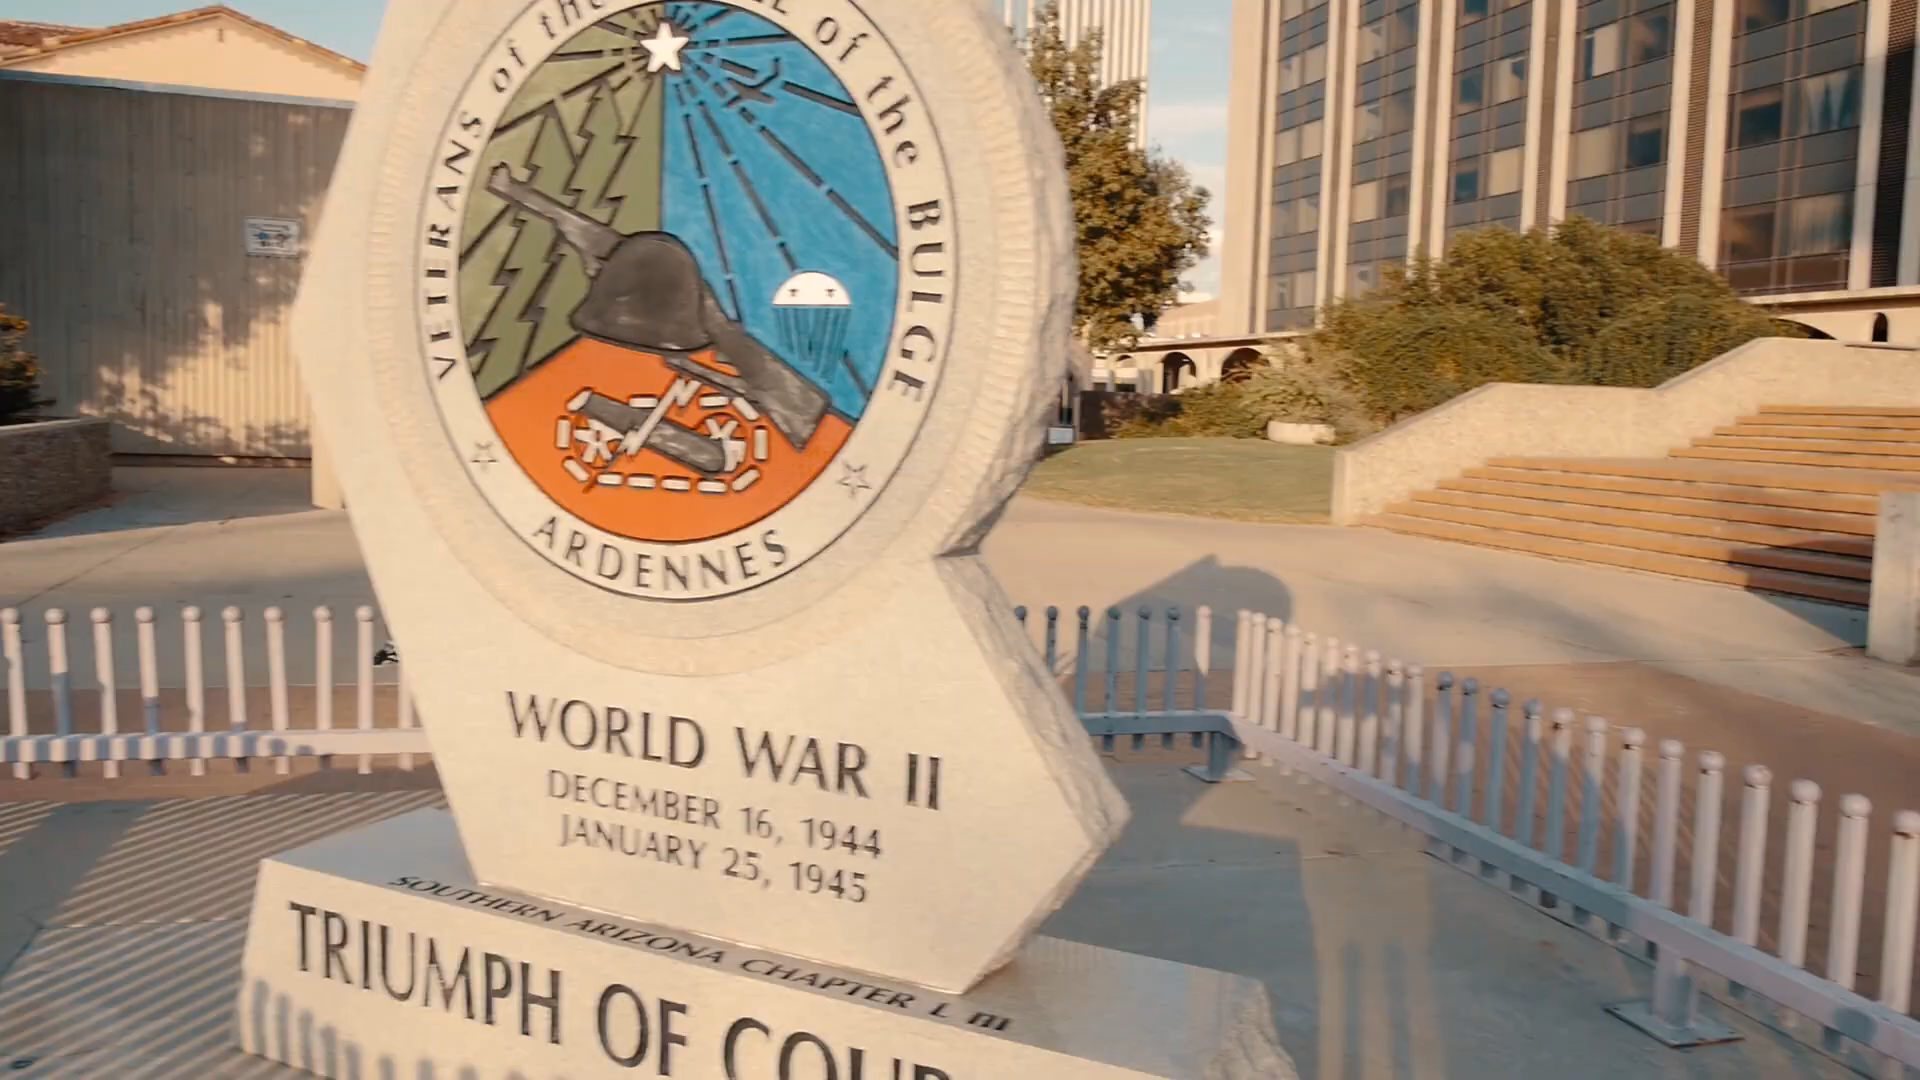 VETERANS of the
of the BULGE
ARDENNES
WORLD WAR II
DECEMBER 16, 1944
JANUARY 25, 1945
SOUTHERN ARIZONA CHAPTER L III
TRIUMPH OF